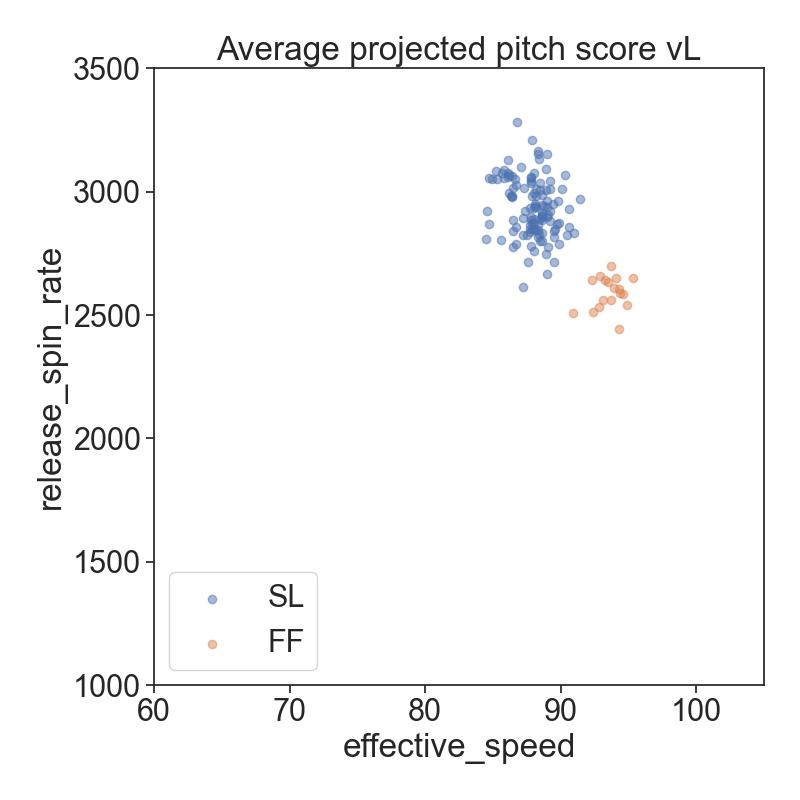 Average projected pitch score vL
3500
3000
2500
2000
1500
1000
release_spin_rate
SL
FF
60 70 80 90 100
effective_speed